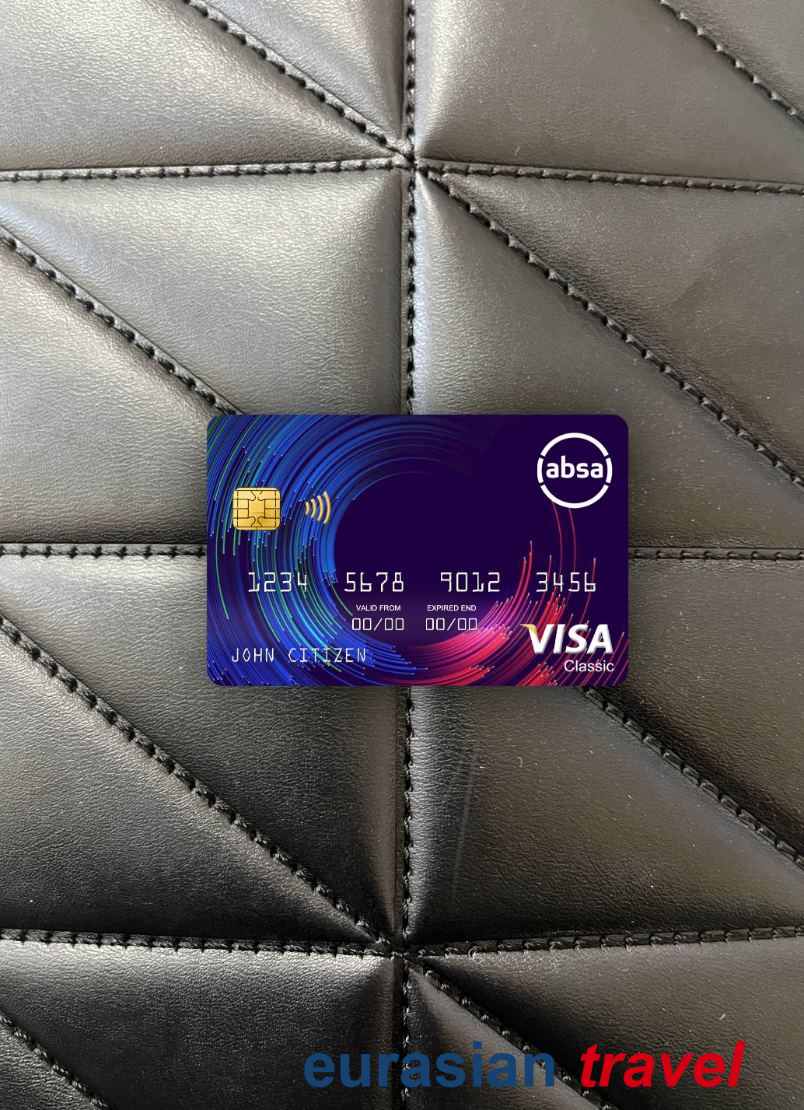 absa
1234 5678 9012 3456
VALID FROM EXPIRED END
00/00 00/00
JOHN CITIZEN
VISA
Classic
eurasian travel